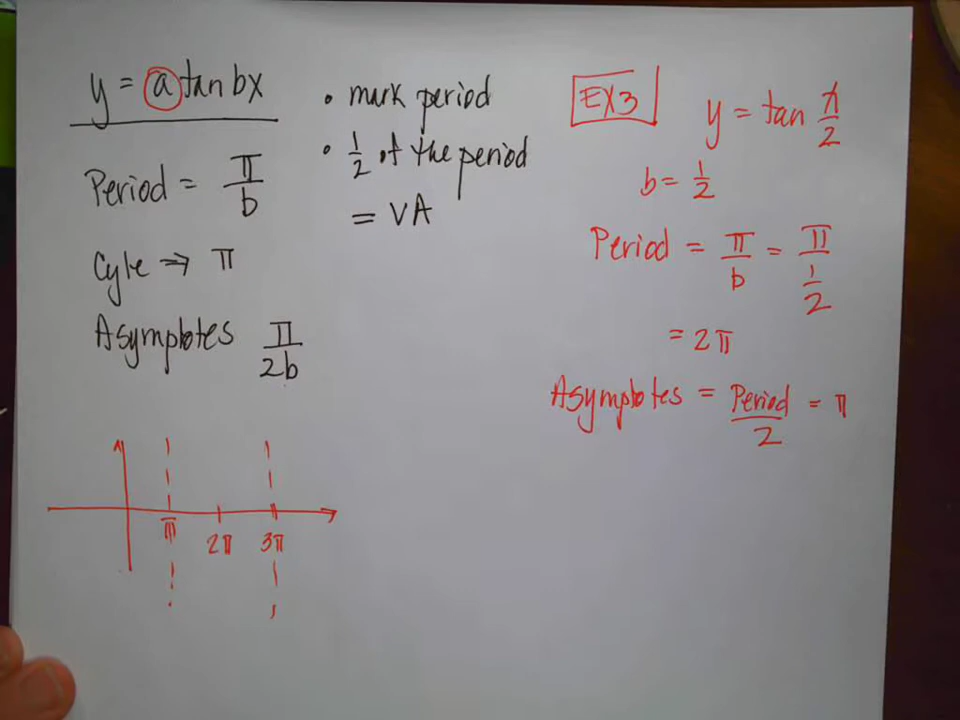 y = a tan bx
Period = π/b
Cycle ⇒ π
Asymptotes π/2b
• mark period
• 1/2 of the period
= VA
EX3
y = tan x/2
b = 1/2
Period = π/b = π/(1/2)
= 2π
Asymptotes = Period/2 = π
π 2π 3π